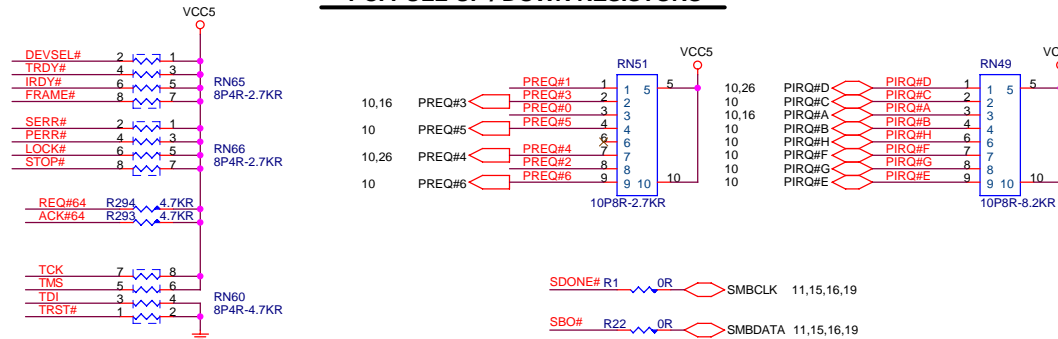 VCC5
DEVSEL# 2 1
TRDY# 4 3
IRDY# 6 5
FRAME# 8 7
RN65
8P4R-2.7KR
SERR# 2 1
PERR# 4 3
LOCK# 6 5
STOP# 8 7
RN66
8P4R-2.7KR
REQ#64 R294 4.7KR
ACK#64 R293 4.7KR
TCK 7 8
TMS 5 6
TDI 3 4
TRST# 1 2
RN60
8P4R-4.7KR
VCC5
RN51
PREQ#1 1 1 5 5
10,16 PREQ#3 PREQ#3 2 2
PREQ#0 3 3
10 PREQ#5 PREQ#5 4 4
6 6
10,26 PREQ#4 PREQ#4 7 7
PREQ#2 8 8
10 PREQ#6 PREQ#6 9 9 10 10
10P8R-2.7KR
RN49
10,26 PIRQ#D PIRQ#D 1 1 5 5
10 PIRQ#C PIRQ#C 2 2
10,16 PIRQ#A PIRQ#A 3 3
10 PIRQ#B PIRQ#B 4 4
10 PIRQ#H PIRQ#H 6 6
10 PIRQ#F PIRQ#F 7 7
10 PIRQ#G PIRQ#G 8 8
10 PIRQ#E PIRQ#E 9 9 10 10
10P8R-8.2KR
SDONE# R1 0R SMBCLK 11,15,16,19
SBO# R22 0R SMBDATA 11,15,16,19